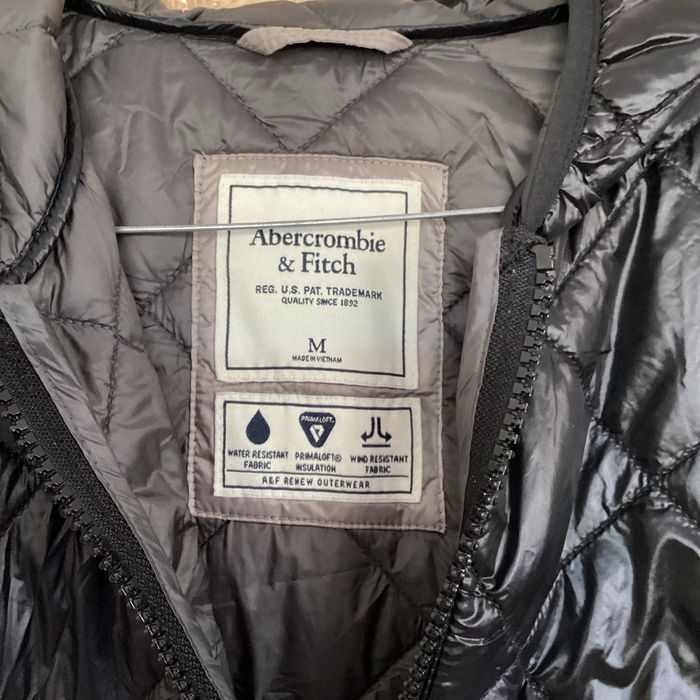 Abercrombie
& Fitch
REG. U.S. PAT. TRADEMARK
QUALITY SINCE 1892
M
MADE IN VIETNAM
PRIMALOFT®
WATER RESISTANT
FABRIC
PRIMALOFT®
INSULATION
WIND RESISTANT
FABRIC
A&F RENEW OUTERWEAR